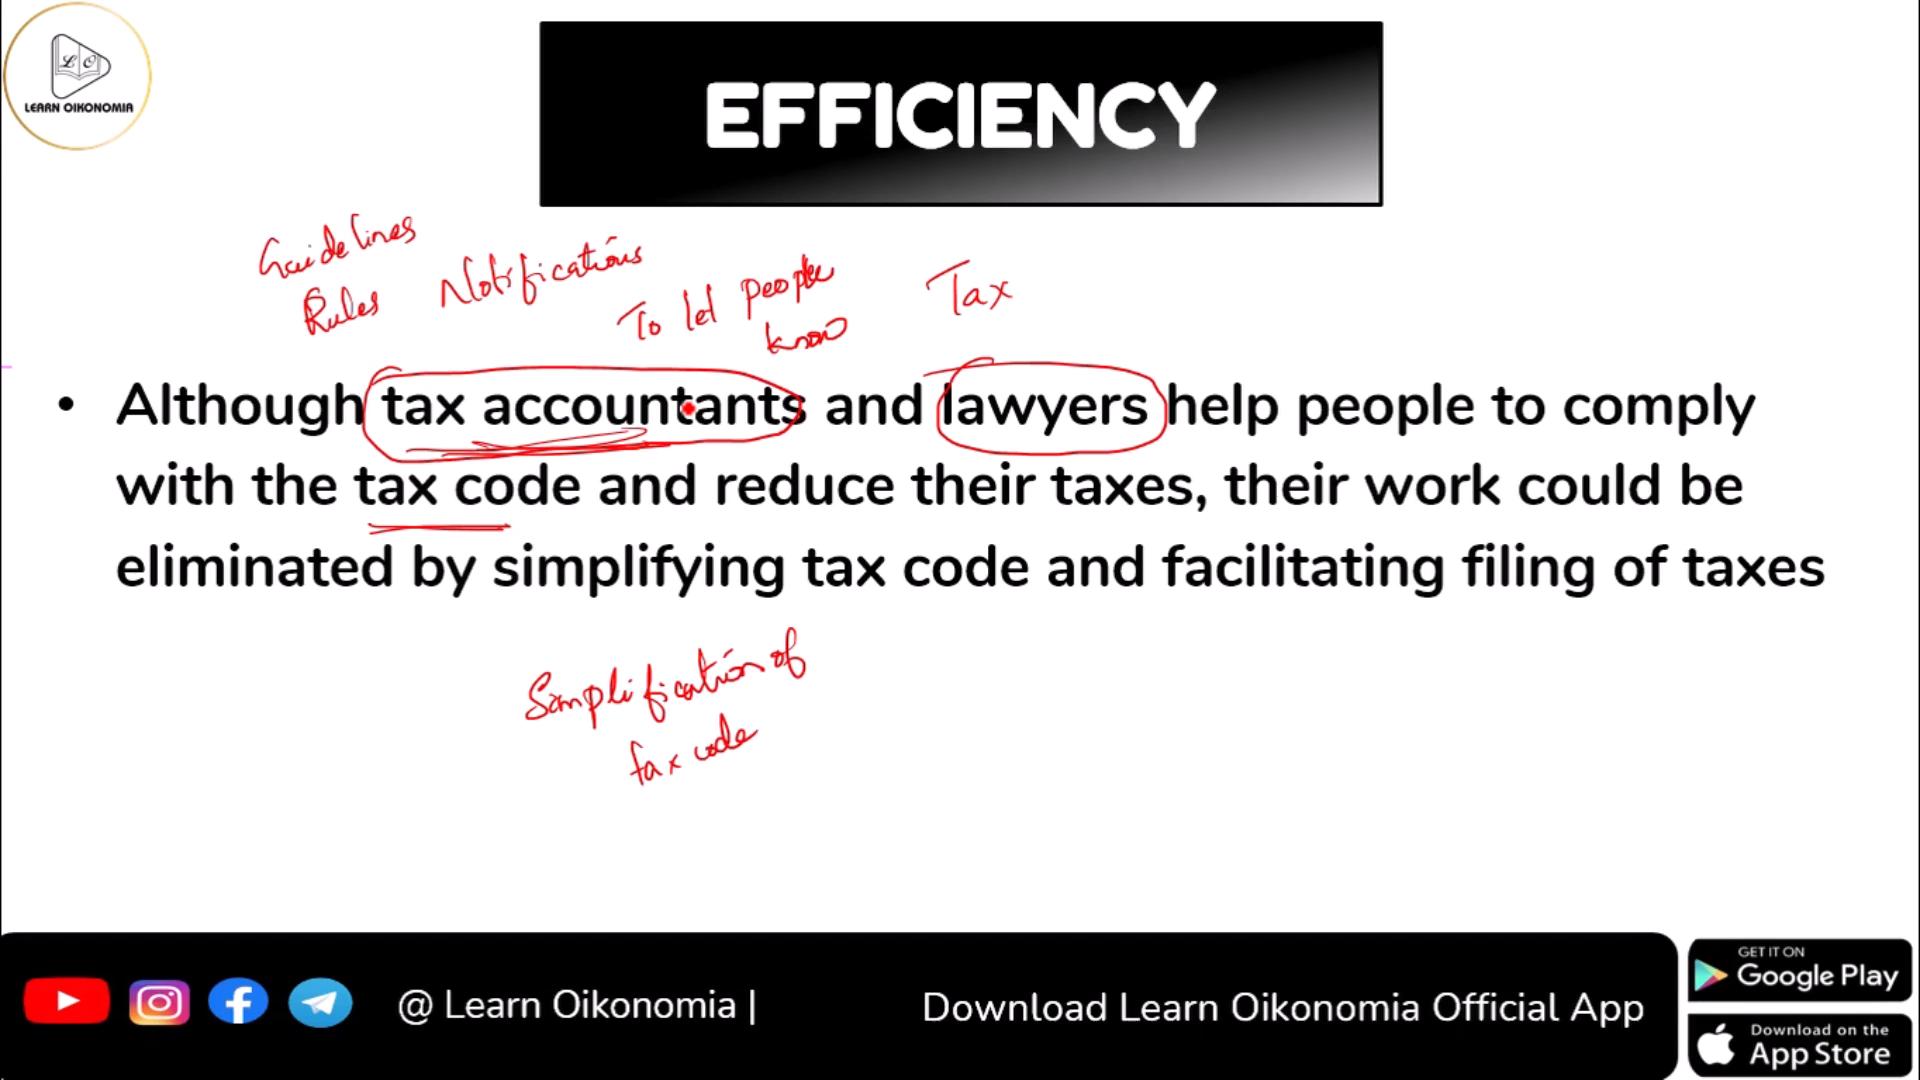 L O
LEARN OIKONOMIA
EFFICIENCY
Guidelines
Rules
Notifications
To let people
know
Tax
• Although tax accountants and lawyers help people to comply
with the tax code and reduce their taxes, their work could be
eliminated by simplifying tax code and facilitating filing of taxes
Simplification of
tax code
@ Learn Oikonomia |
Download Learn Oikonomia Official App
GET IT ON
Google Play
Download on the
App Store